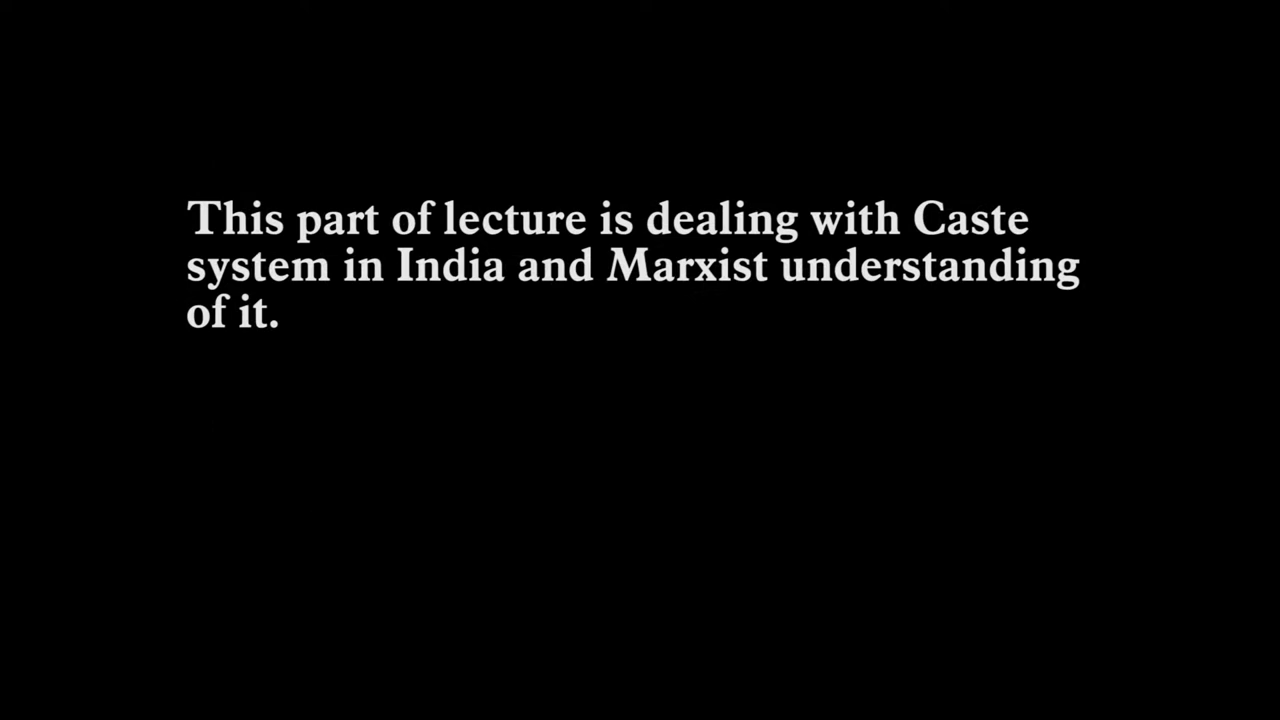 This part of lecture is dealing with Caste
system in India and Marxist understanding
of it.